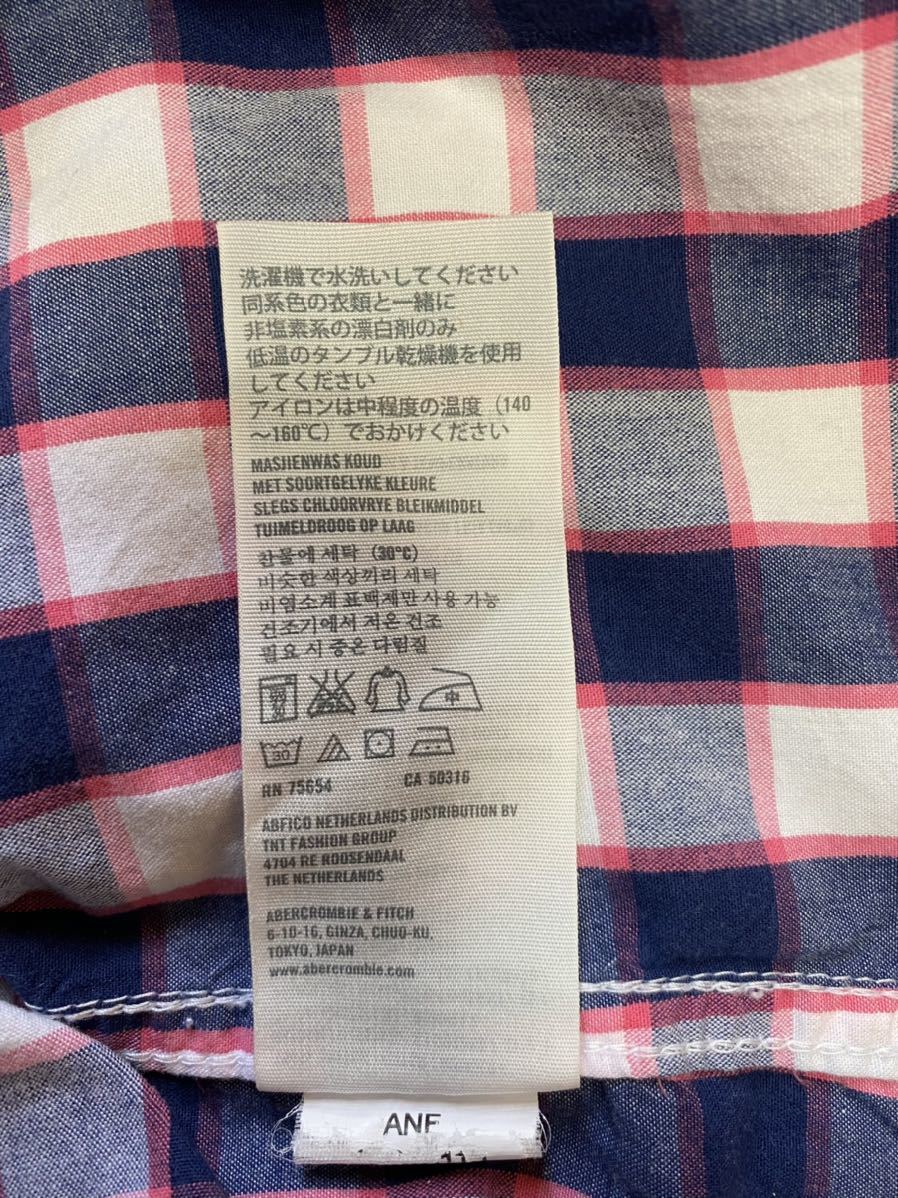 洗濯機で水洗いしてください
同系色の衣類と一緒に
非塩素系の漂白剤のみ
低温のタンブル乾燥機を使用
してください
アイロンは中程度の温度（140
～160℃）でおかけください
MASJIENWAS KOUD
MET SOORTGELYKE KLEURE
SLEGS CHLOORVRYE BLEIKMIDDEL
TUIMELDROOG OP LAAG
찬물에 세탁 (30°C)
비슷한 색상끼리 세탁
비염소계 표백제만 사용 가능
건조기에서 저온 건조
필요 시 중온 다림질
中
30
RN 75654 CA 50316
ABFICO NETHERLANDS DISTRIBUTION BV
TNT FASHION GROUP
4704 RE ROOSENDAAL
THE NETHERLANDS
ABERCROMBIE & FITCH
6-10-16, GINZA, CHUO-KU,
TOKYO, JAPAN
www.abercrombie.com
ANF